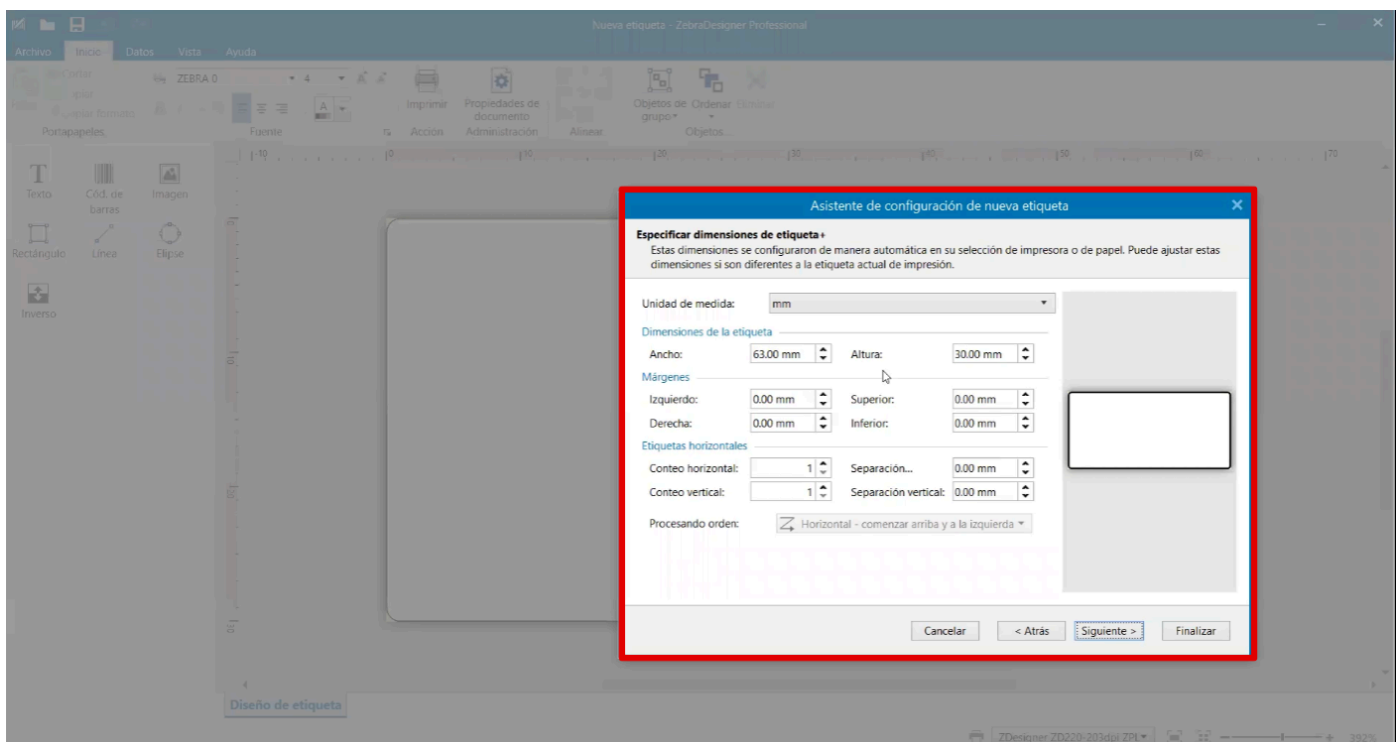 Nueva etiqueta - ZebraDesigner Professional
Archivo Inicio Datos Vista Ayuda
ZEBRA 0 4
Imprimir Propiedades de documento
Objetos de grupo Ordenar Eliminar
Portapapeles Fuente Acción Administración Alinear Objetos...
Texto Cód. de barras Imagen
Rectángulo Línea Elipse
Inverso
Asistente de configuración de nueva etiqueta
Especificar dimensiones de etiqueta+
Estas dimensiones se configuraron de manera automática en su selección de impresora o de papel. Puede ajustar estas
dimensiones si son diferentes a la etiqueta actual de impresión.
Unidad de medida: mm
Dimensiones de la etiqueta
Ancho: 63.00 mm Altura: 30.00 mm
Márgenes
Izquierdo: 0.00 mm Superior: 0.00 mm
Derecha: 0.00 mm Inferior: 0.00 mm
Etiquetas horizontales
Conteo horizontal: 1 Separación... 0.00 mm
Conteo vertical: 1 Separación vertical: 0.00 mm
Procesando orden: Horizontal - comenzar arriba y a la izquierda
Cancelar < Atrás Siguiente > Finalizar
Diseño de etiqueta
ZDesigner ZD220-203dpi ZPL 392%